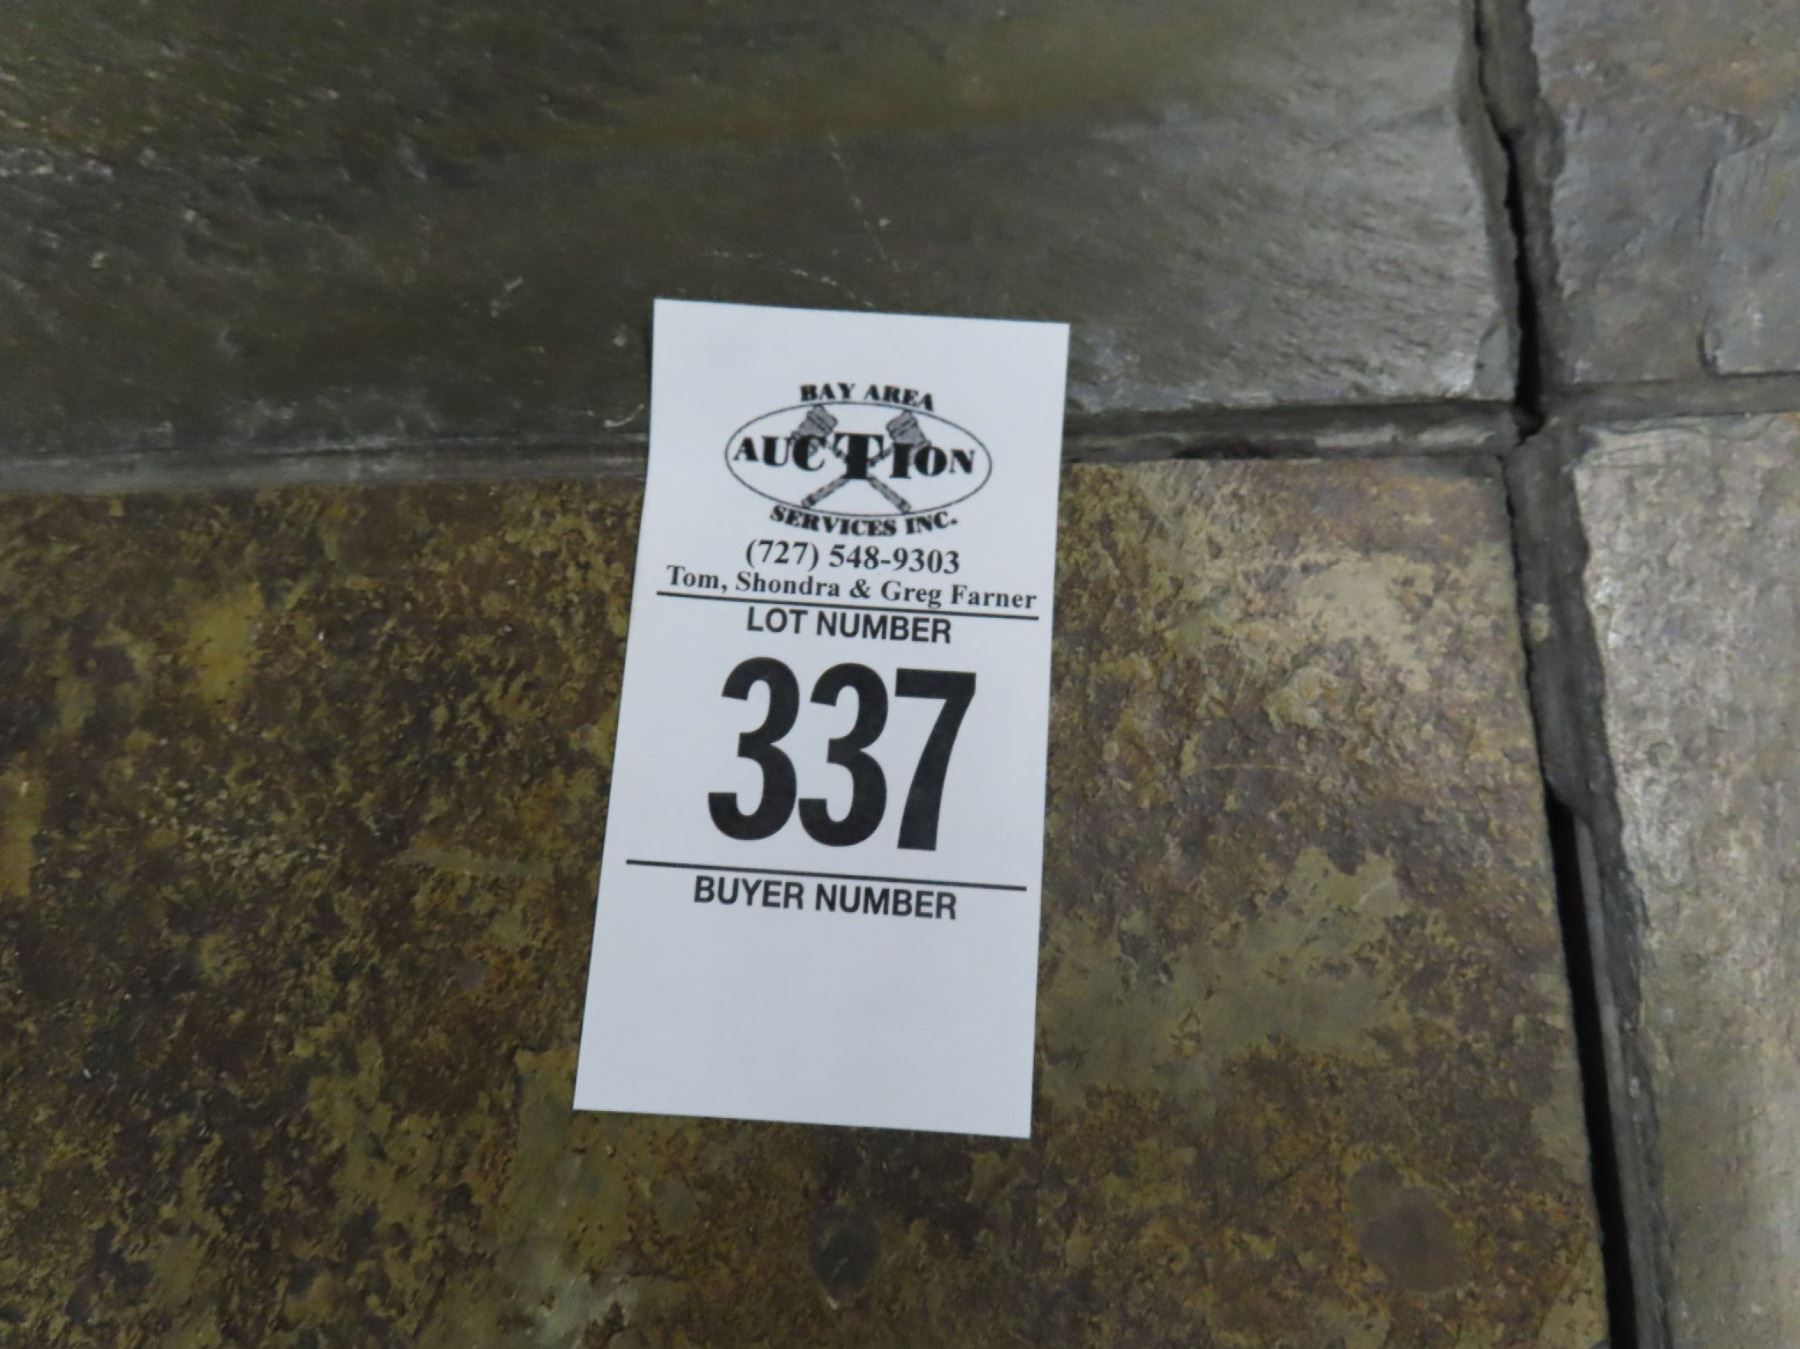 BAY AREA
AUCTION
SERVICES INC.
(727) 548-9303
Tom, Shondra & Greg Farner
LOT NUMBER
337
BUYER NUMBER